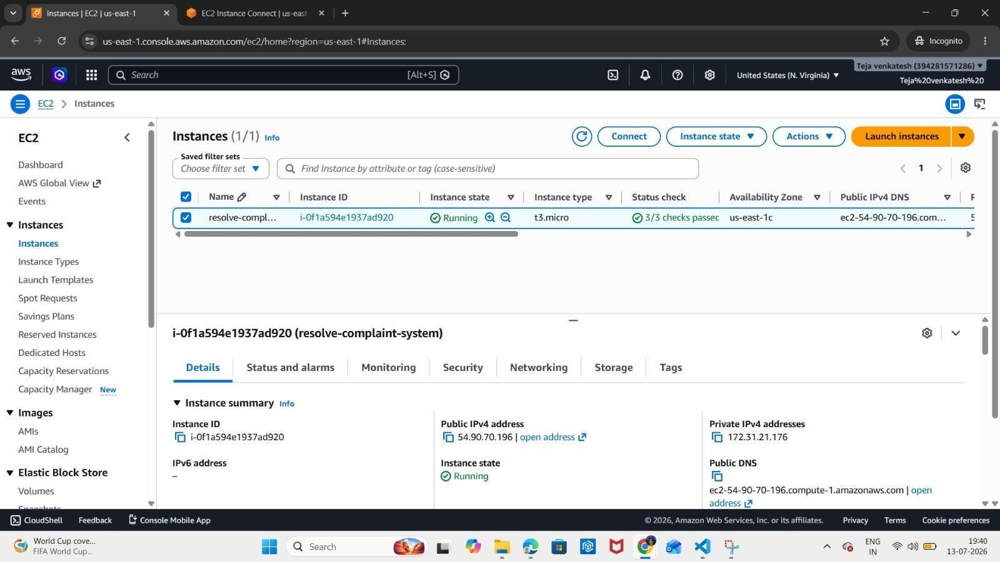 Instances | EC2 | us-east-1
EC2 Instance Connect | us-east-
us-east-1.console.aws.amazon.com/ec2/home?region=us-east-1#Instances:
Incognito
aws
Search
[Alt+S]
United States (N. Virginia)
Teja venkatesh (394281571286)
Teja%20venkatesh%20
EC2
Instances
EC2
Dashboard
AWS Global View
Events
Instances
Instances
Instance Types
Launch Templates
Spot Requests
Savings Plans
Reserved Instances
Dedicated Hosts
Capacity Reservations
Capacity Manager New
Images
AMIs
AMI Catalog
Elastic Block Store
Volumes
Snapshots
Instances (1/1) Info
Connect
Instance state
Actions
Launch instances
Saved filter sets
Choose filter set
Find Instance by attribute or tag (case-sensitive)
1
Name Instance ID Instance state Instance type Status check Availability Zone Public IPv4 DNS P
resolve-compl... i-0f1a594e1937ad920 Running t3.micro 3/3 checks passec us-east-1c ec2-54-90-70-196.com... 5
i-0f1a594e1937ad920 (resolve-complaint-system)
Details Status and alarms Monitoring Security Networking Storage Tags
Instance summary Info
Instance ID
i-0f1a594e1937ad920
Public IPv4 address
54.90.70.196 | open address
Private IPv4 addresses
172.31.21.176
IPv6 address
–
Instance state
Running
Public DNS
ec2-54-90-70-196.compute-1.amazonaws.com | open
address
CloudShell Feedback Console Mobile App
© 2026, Amazon Web Services, Inc. or its affiliates. Privacy Terms Cookie preferences
World Cup cove...
FIFA World Cup...
Search
ENG
IN
19:40
13-07-2026